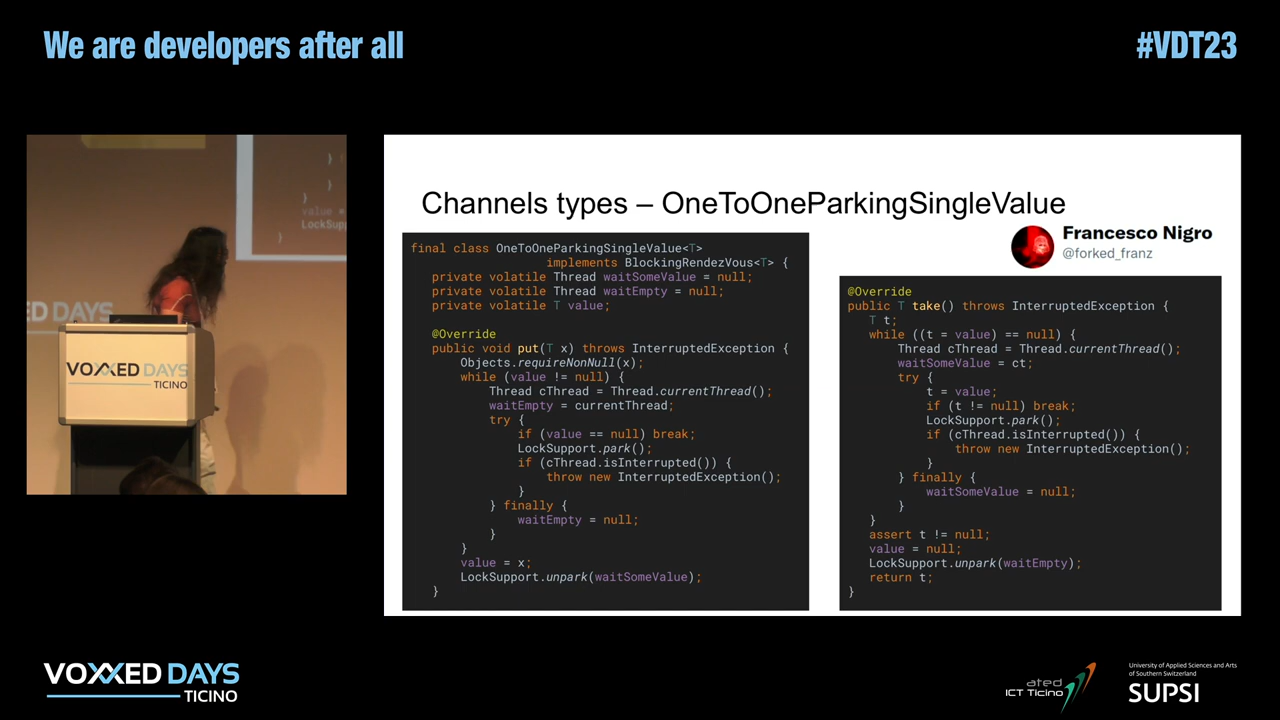 We are developers after all
#VDT23
} !
}
}
value =
LockSupp
}
ED DAYS
VOXXED DAYS
TICINO
Channels types – OneToOneParkingSingleValue
Francesco Nigro
@forked_franz
final class OneToOneParkingSingleValue<T>
implements BlockingRendezVous<T> {
private volatile Thread waitSomeValue = null;
private volatile Thread waitEmpty = null;
private volatile T value;
@Override
public void put(T x) throws InterruptedException {
Objects.requireNonNull(x);
while (value != null) {
Thread cThread = Thread.currentThread();
waitEmpty = currentThread;
try {
if (value == null) break;
LockSupport.park();
if (cThread.isInterrupted()) {
throw new InterruptedException();
}
} finally {
waitEmpty = null;
}
}
value = x;
LockSupport.unpark(waitSomeValue);
}
@Override
public T take() throws InterruptedException {
T t;
while ((t = value) == null) {
Thread cThread = Thread.currentThread();
waitSomeValue = ct;
try {
t = value;
if (t != null) break;
LockSupport.park();
if (cThread.isInterrupted()) {
throw new InterruptedException();
}
} finally {
waitSomeValue = null;
}
}
assert t != null;
value = null;
LockSupport.unpark(waitEmpty);
return t;
}
VOXXED DAYS
TICINO
ated
ICT Ticino
University of Applied Sciences and Arts
of Southern Switzerland
SUPSI